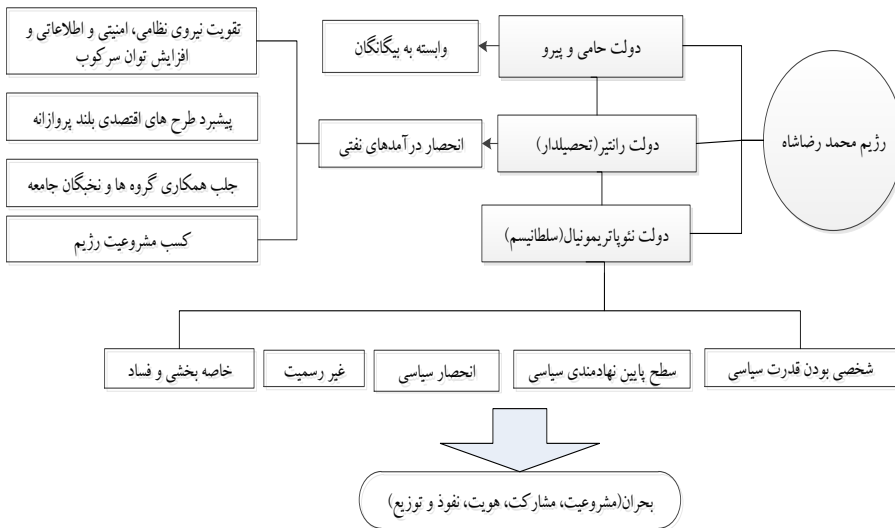 رژیم محمد رضاشاه
دولت حامی و پیرو
وابسته به بیگانگان
دولت رانتیر(تحصیلدار)
انحصار درآمدهای نفتی
تقویت نیروی نظامی، امنیتی و اطلاعاتی و
افزایش توان سرکوب
پیشبرد طرح های اقتصدی بلند پروازانه
جلب همکاری گروه ها و نخبگان جامعه
کسب مشروعیت رژیم
دولت نئوپاتریمونیال(سلطانیسم)
شخصی بودن قدرت سیاسی
سطح پایین نهادمندی سیاسی
انحصار سیاسی
غیر رسمیت
خاصه بخشی و فساد
بحران(مشروعیت، مشارکت، هویت، نفوذ و توزیع)